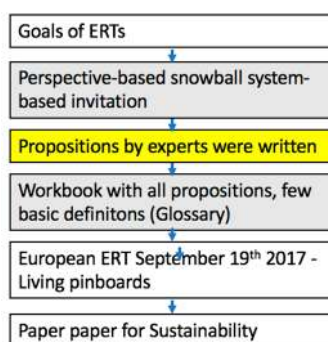 Goals of ERTs
Perspective-based snowball system-
based invitation
Propositions by experts were written
Workbook with all propositions, few
basic definitons (Glossary)
European ERT September 19th 2017 -
Living pinboards
Paper paper for Sustainability